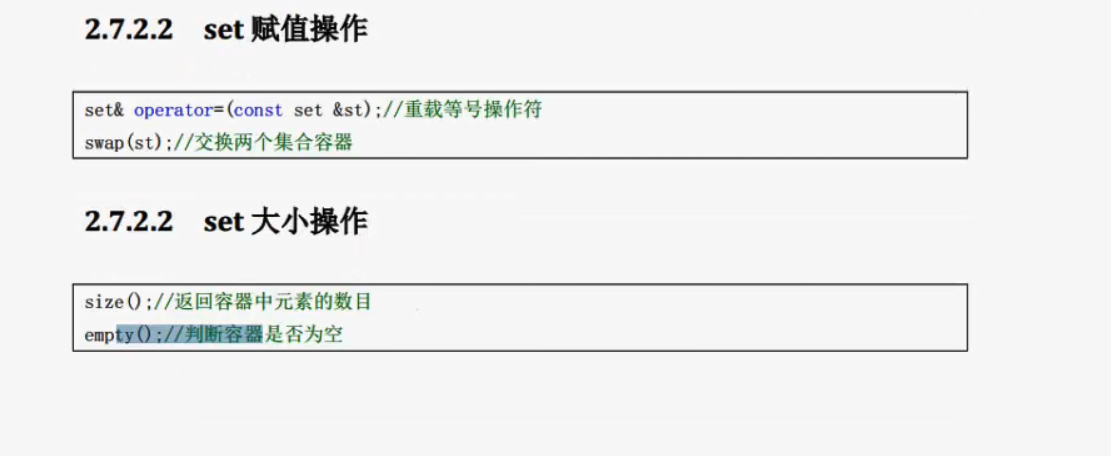 2.7.2.2 set 赋值操作
set& operator=(const set &st);//重载等号操作符
swap(st);//交换两个集合容器
2.7.2.2 set 大小操作
size();//返回容器中元素的数目
empty();//判断容器是否为空